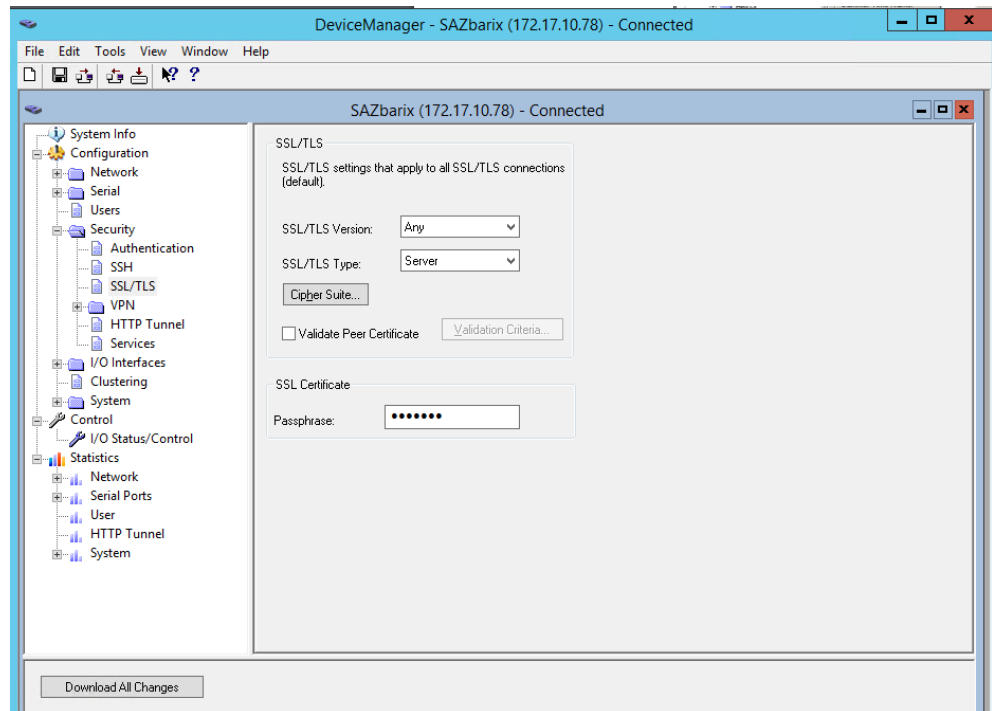 DeviceManager - SAZbarix (172.17.10.78) - Connected
File Edit Tools View Window Help
SAZbarix (172.17.10.78) - Connected
System Info
Configuration
Network
Serial
Users
Security
Authentication
SSH
SSL/TLS
VPN
HTTP Tunnel
Services
I/O Interfaces
Clustering
System
Control
I/O Status/Control
Statistics
Network
Serial Ports
User
HTTP Tunnel
System
SSL/TLS
SSL/TLS settings that apply to all SSL/TLS connections
(default).
SSL/TLS Version: Any
SSL/TLS Type: Server
Cipher Suite...
Validate Peer Certificate Validation Criteria...
SSL Certificate
Passphrase: •••••••
Download All Changes